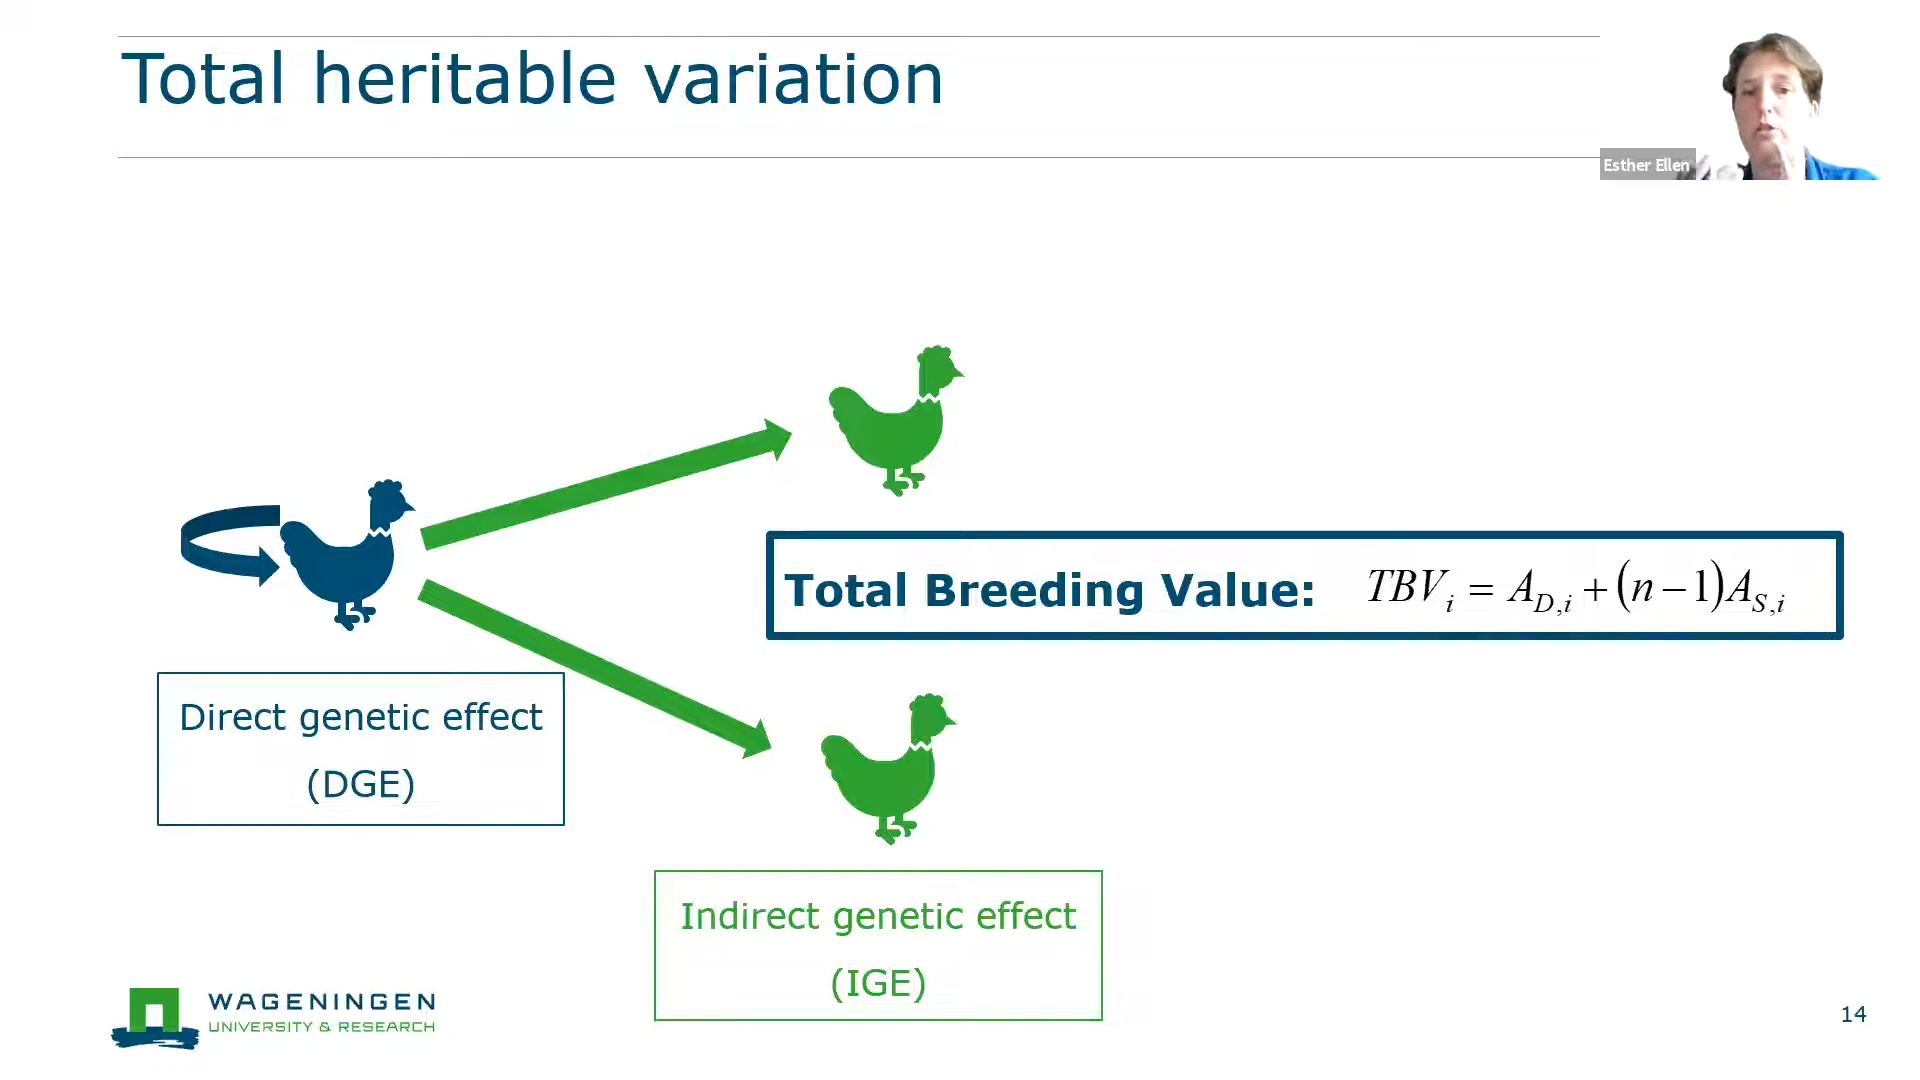 Total heritable variation
Esther Ellen
Total Breeding Value: TBV_i = A_{D,i} + (n − 1)A_{S,i}
Direct genetic effect
(DGE)
Indirect genetic effect
(IGE)
WAGENINGEN
UNIVERSITY & RESEARCH
14